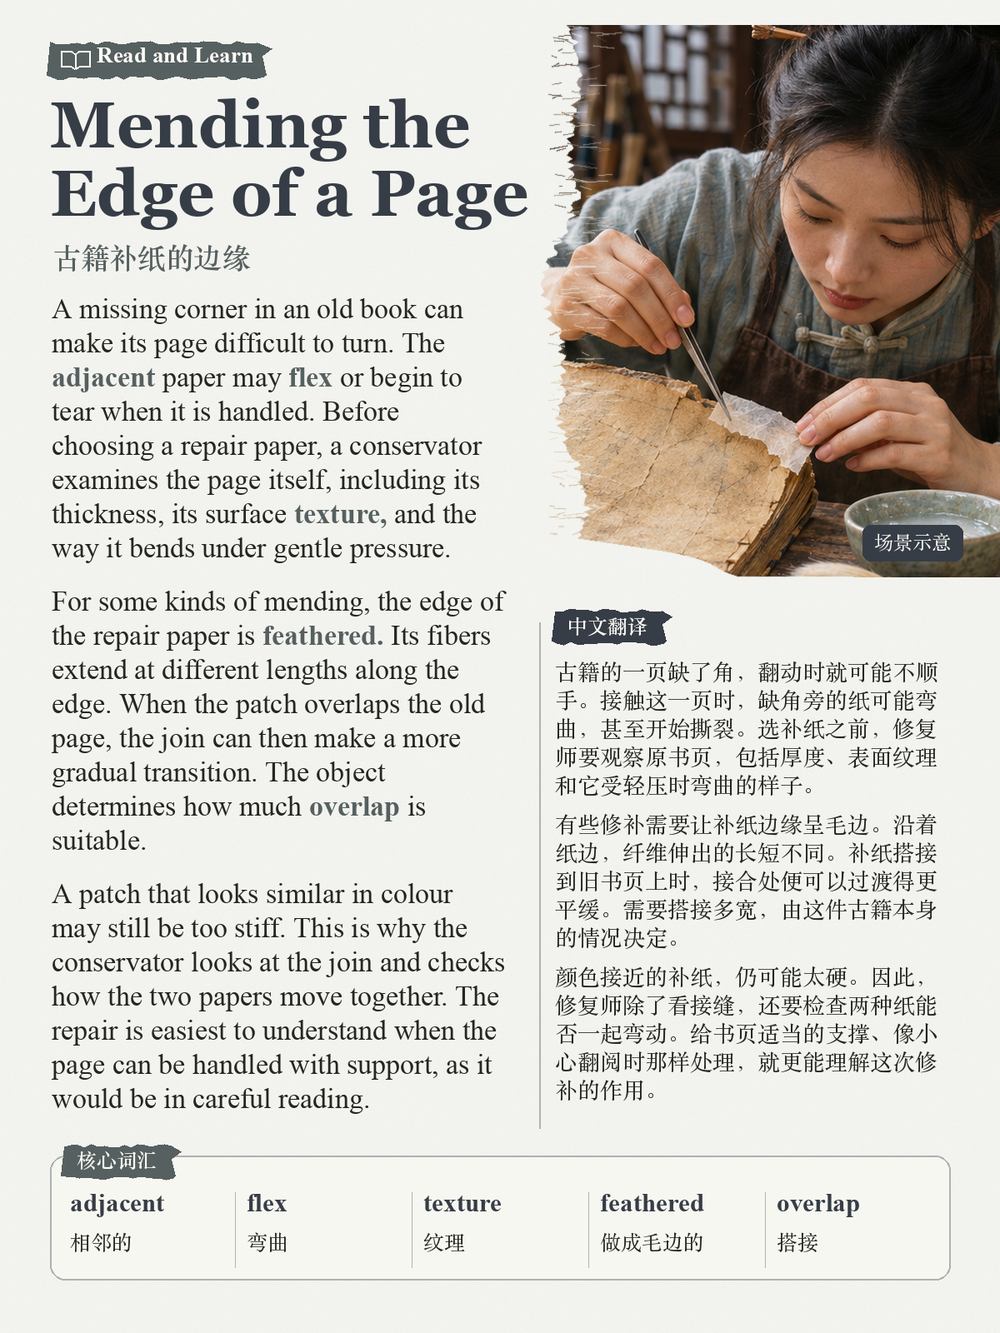 Read and Learn
Mending the
Edge of a Page
古籍补纸的边缘
A missing corner in an old book can
make its page difficult to turn. The
adjacent paper may flex or begin to
tear when it is handled. Before
choosing a repair paper, a conservator
examines the page itself, including its
thickness, its surface texture, and the
way it bends under gentle pressure.
For some kinds of mending, the edge of
the repair paper is feathered. Its fibers
extend at different lengths along the
edge. When the patch overlaps the old
page, the join can then make a more
gradual transition. The object
determines how much overlap is
suitable.
A patch that looks similar in colour
may still be too stiff. This is why the
conservator looks at the join and checks
how the two papers move together. The
repair is easiest to understand when the
page can be handled with support, as it
would be in careful reading.
场景示意
中文翻译
古籍的一页缺了角，翻动时就可能不顺
手。接触这一页时，缺角旁的纸可能弯
曲，甚至开始撕裂。选补纸之前，修复
师要观察原书页，包括厚度、表面纹理
和它受轻压时弯曲的样子。
有些修补需要让补纸边缘呈毛边。沿着
纸边，纤维伸出的长短不同。补纸搭接
到旧书页上时，接合处便可以过渡得更
平缓。需要搭接多宽，由这件古籍本身
的情况决定。
颜色接近的补纸，仍可能太硬。因此，
修复师除了看接缝，还要检查两种纸能
否一起弯动。给书页适当的支撑、像小
心翻阅时那样处理，就更能理解这次修
补的作用。
核心词汇
adjacent
相邻的
flex
弯曲
texture
纹理
feathered
做成毛边的
overlap
搭接